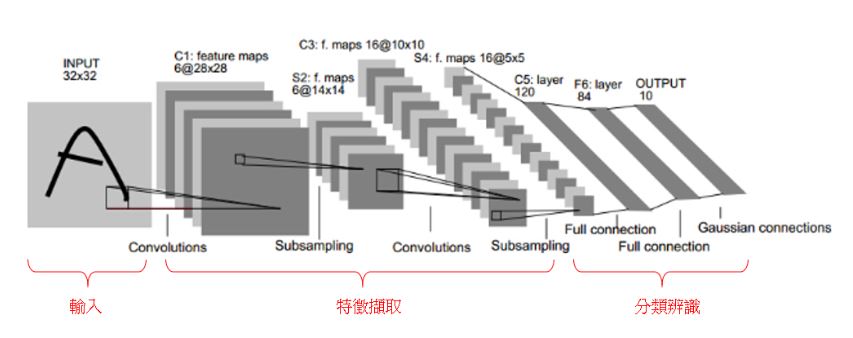 INPUT
32x32
C1: feature maps
6@28x28
S2: f. maps
6@14x14
C3: f. maps 16@10x10
S4: f. maps 16@5x5
C5: layer
120
F6: layer
84
OUTPUT
10
Convolutions
Subsampling
Convolutions
Subsampling
Full connection
Full connection
Gaussian connections
輸入
特徵擷取
分類辨識